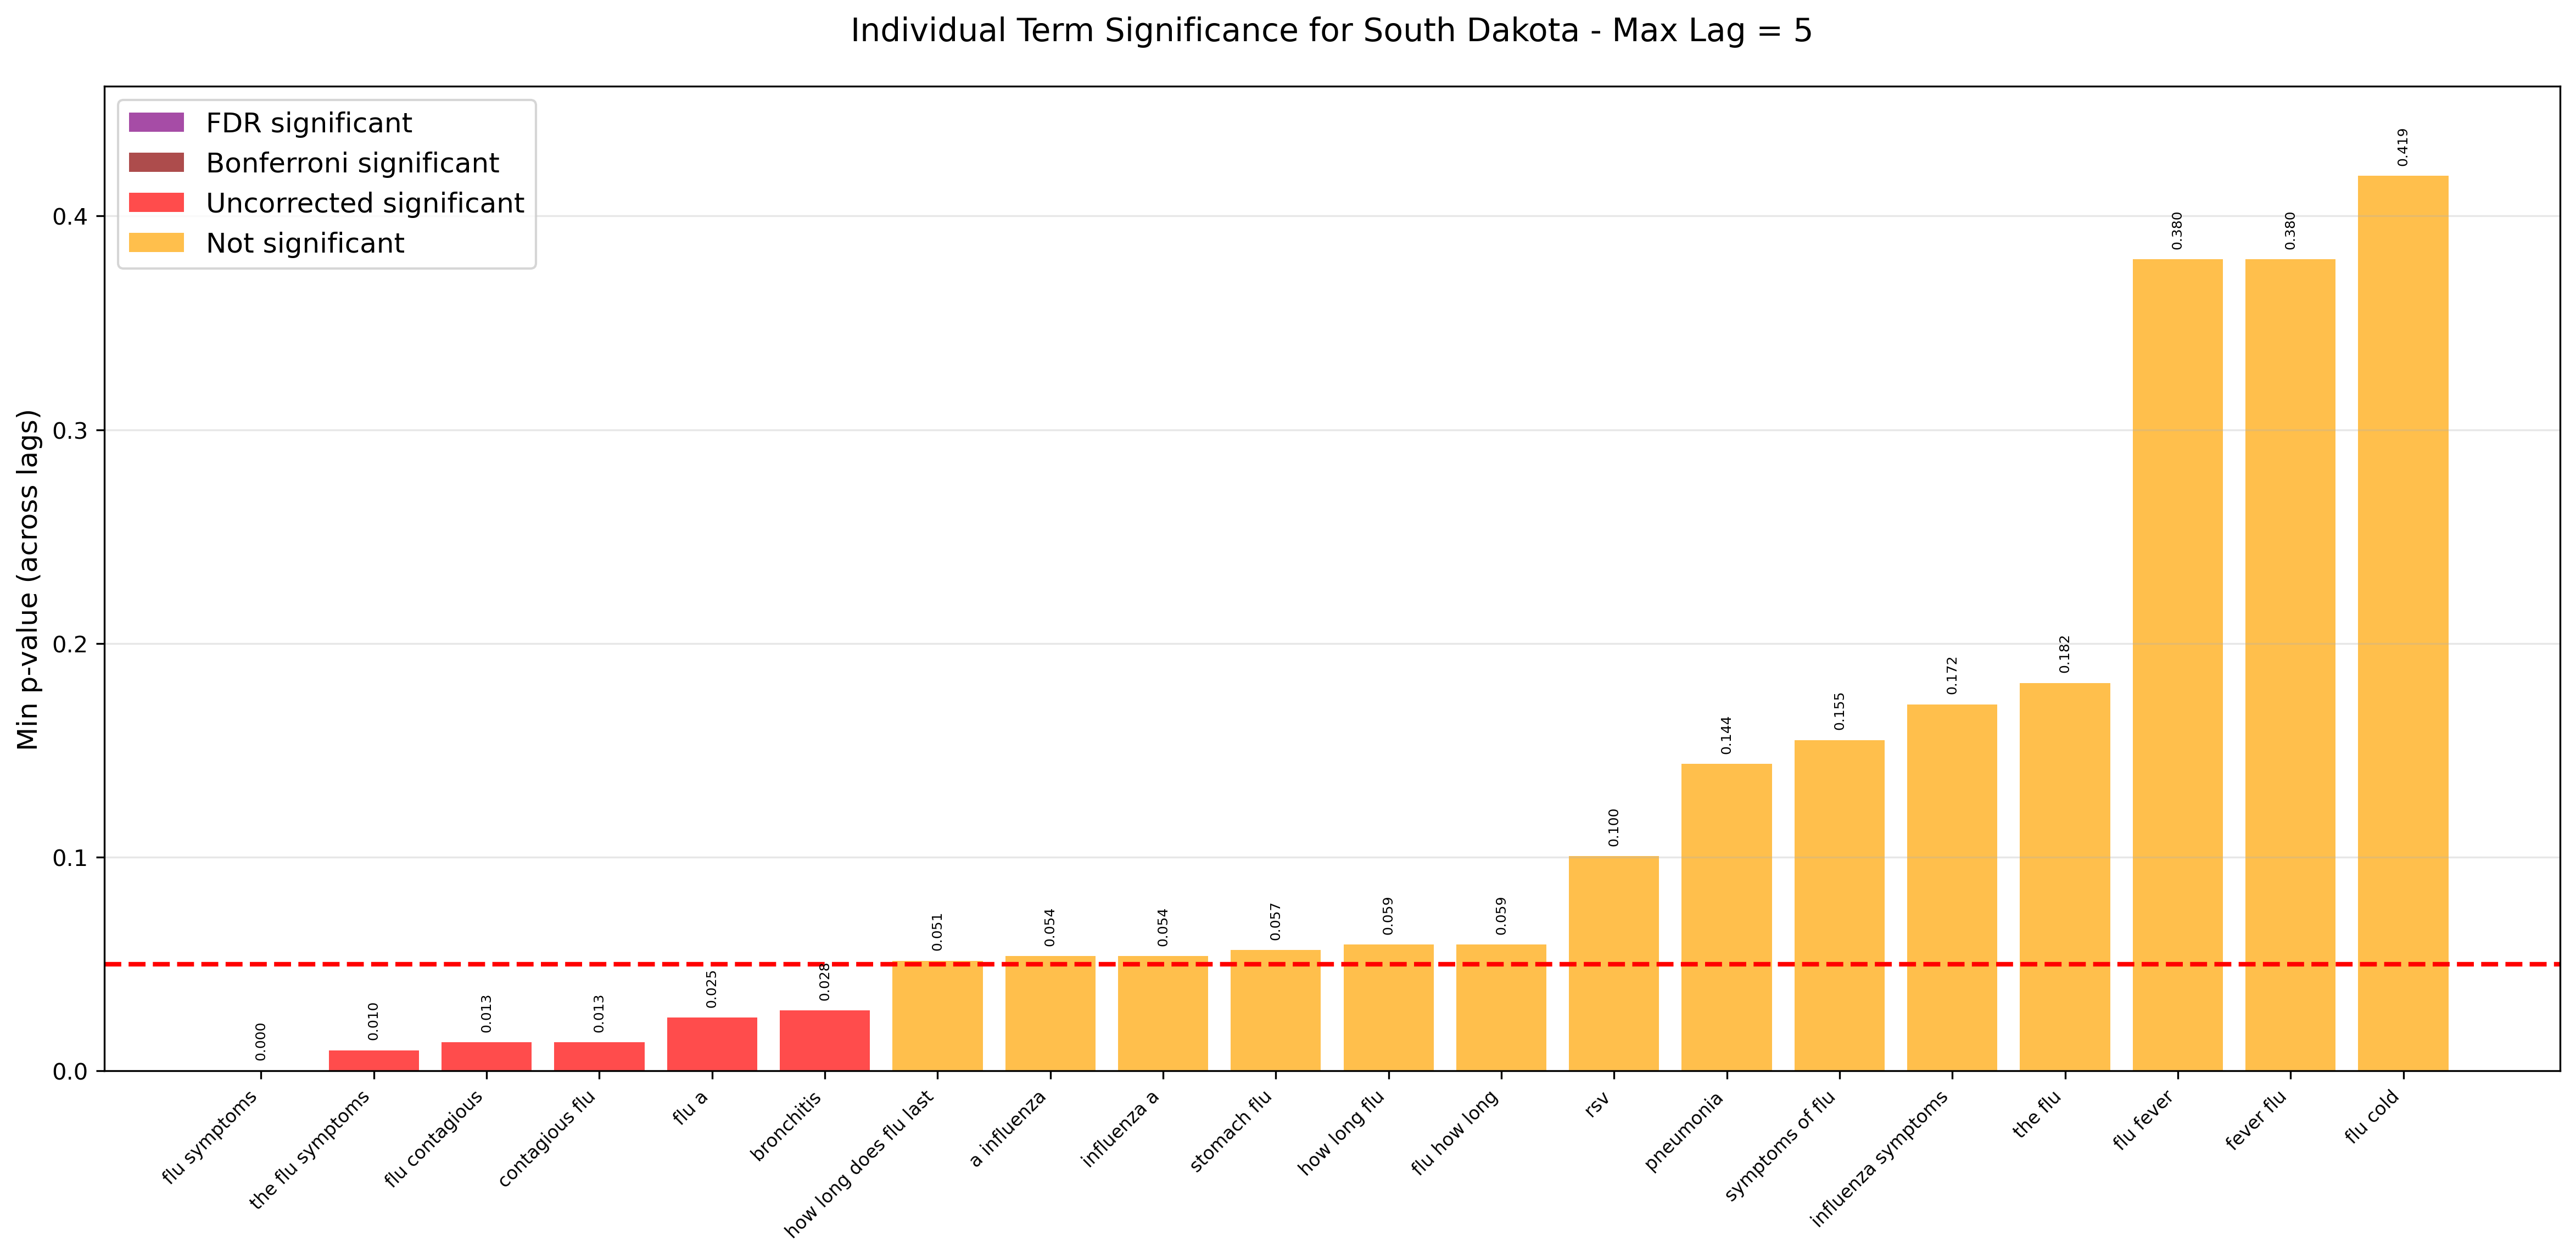 Individual Term Significance for South Dakota - Max Lag = 5
FDR significant
Bonferroni significant
Uncorrected significant
Not significant
Min p-value (across lags)
0.4
0.3
0.2
0.1
0.0
0.000
0.010
0.013
0.013
0.025
0.028
0.051
0.054
0.054
0.057
0.059
0.059
0.100
0.144
0.155
0.172
0.182
0.380
0.380
0.419
flu symptoms
the flu symptoms
flu contagious
contagious flu
flu a
bronchitis
how long does flu last
a influenza
influenza a
stomach flu
how long flu
flu how long
rsv
pneumonia
symptoms of flu
influenza symptoms
the flu
flu fever
fever flu
flu cold